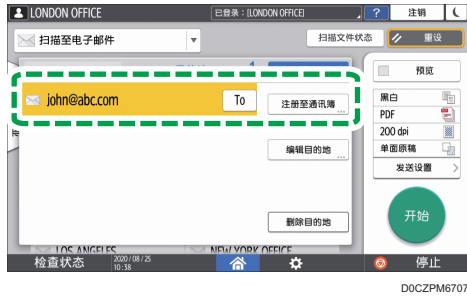 LONDON OFFICE
已登录：[LONDON OFFICE]
?
注销
扫描至电子邮件
扫描文件状态
重设
预览
john@abc.com
To
注册至通讯簿
...
黑白
PDF
200 dpi
单面原稿
编辑目的地
...
发送设置
开始
删除目的地
LOS ANGELES
NEW YORK OFFICE
检查状态
2020/08/25
10:38
停止
D0CZPM6707